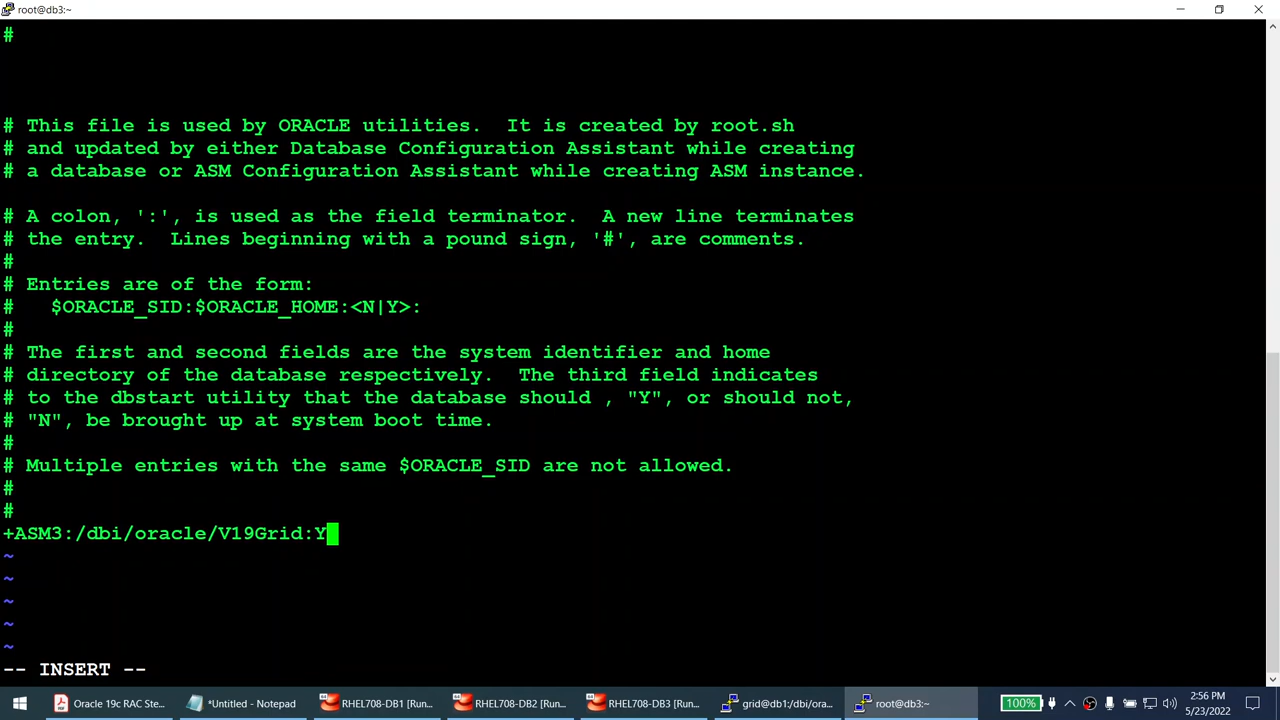 root@db3:~
#
# This file is used by ORACLE utilities.  It is created by root.sh
# and updated by either Database Configuration Assistant while creating
# a database or ASM Configuration Assistant while creating ASM instance.
# A colon, ':', is used as the field terminator.  A new line terminates
# the entry.  Lines beginning with a pound sign, '#', are comments.
#
# Entries are of the form:
#   $ORACLE_SID:$ORACLE_HOME:<N|Y>:
#
# The first and second fields are the system identifier and home
# directory of the database respectively.  The third field indicates
# to the dbstart utility that the database should , "Y", or should not,
# "N", be brought up at system boot time.
#
# Multiple entries with the same $ORACLE_SID are not allowed.
#
#
+ASM3:/dbi/oracle/V19Grid:Y
~
~
~
~
~
-- INSERT --
Oracle 19c RAC Ste... *Untitled - Notepad RHEL708-DB1 [Run... RHEL708-DB2 [Run... RHEL708-DB3 [Run... grid@db1:/dbi/ora... root@db3:~ 100% 2:56 PM
5/23/2022